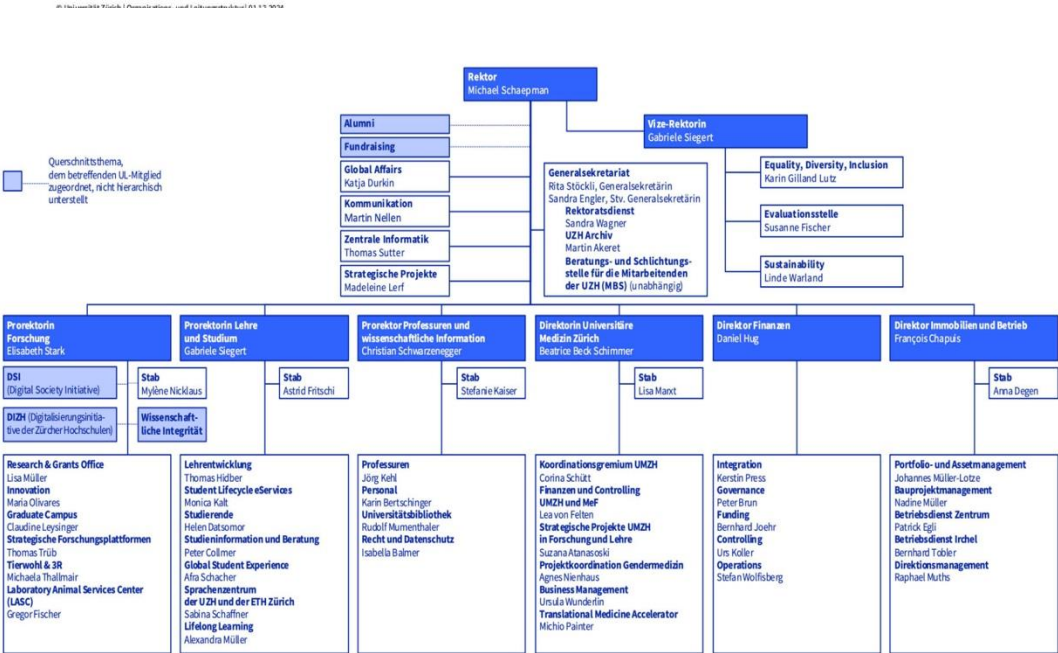 © Universität Zürich | Organisations- und Leitungsstruktur| 01.12.2024
Rektor
Michael Schaepman
Alumni
Fundraising
Global Affairs
Katja Durkin
Kommunikation
Martin Nellen
Zentrale Informatik
Thomas Sutter
Strategische Projekte
Madeleine Lerf
Vize-Rektorin
Gabriele Siegert
Querschnittsthema,
dem betreffenden UL-Mitglied
zugeordnet, nicht hierarchisch
unterstellt
Generalsekretariat
Rita Stöckli, Generalsekretärin
Sandra Engler, Stv. Generalsekretärin
Rektoratsdienst
Sandra Wagner
UZH Archiv
Martin Akeret
Beratungs- und Schlichtungs-
stelle für die Mitarbeitenden
der UZH (MBS) (unabhängig)
Equality, Diversity, Inclusion
Karin Gilland Lutz
Evaluationsstelle
Susanne Fischer
Sustainability
Linde Warland
Prorektorin
Forschung
Elisabeth Stark
DSI
(Digital Society Initiative)
Stab
Mylène Nicklaus
DIZH (Digitalisierungsinitia-
tive der Zürcher Hochschulen)
Wissenschaft-
liche Integrität
Research & Grants Office
Lisa Müller
Innovation
Maria Olivares
Graduate Campus
Claudine Leysinger
Strategische Forschungsplattformen
Thomas Trüb
Tierwohl & 3R
Michaela Thallmair
Laboratory Animal Services Center
(LASC)
Gregor Fischer
Prorektorin Lehre
und Studium
Gabriele Siegert
Stab
Astrid Fritschi
Lehrentwicklung
Thomas Hidber
Student Lifecycle eServices
Monica Kalt
Studierende
Helen Datsomor
Studieninformation und Beratung
Peter Collmer
Global Student Experience
Afra Schacher
Sprachenzentrum
der UZH und der ETH Zürich
Sabina Schaffner
Lifelong Learning
Alexandra Müller
Prorektor Professuren und
wissenschaftliche Information
Christian Schwarzenegger
Stab
Stefanie Kaiser
Professuren
Jörg Kehl
Personal
Karin Bertschinger
Universitätsbibliothek
Rudolf Mumenthaler
Recht und Datenschutz
Isabella Balmer
Direktorin Universitäre
Medizin Zürich
Beatrice Beck Schimmer
Stab
Lisa Marxt
Koordinationsgremium UMZH
Corina Schütt
Finanzen und Controlling
UMZH und MeF
Lea von Felten
Strategische Projekte UMZH
in Forschung und Lehre
Suzana Atanasoski
Projektkoordination Gendermedizin
Agnes Nienhaus
Business Management
Ursula Wunderlin
Translational Medicine Accelerator
Michio Painter
Direktor Finanzen
Daniel Hug
Integration
Kerstin Press
Governance
Peter Brun
Funding
Bernhard Joehr
Controlling
Urs Koller
Operations
Stefan Wolfisberg
Direktor Immobilien und Betrieb
François Chapuis
Stab
Anna Degen
Portfolio- und Assetmanagement
Johannes Müller-Lotze
Bauprojektmanagement
Nadine Müller
Betriebsdienst Zentrum
Patrick Egli
Betriebsdienst Irchel
Bernhard Tobler
Direktionsmanagement
Raphael Muths